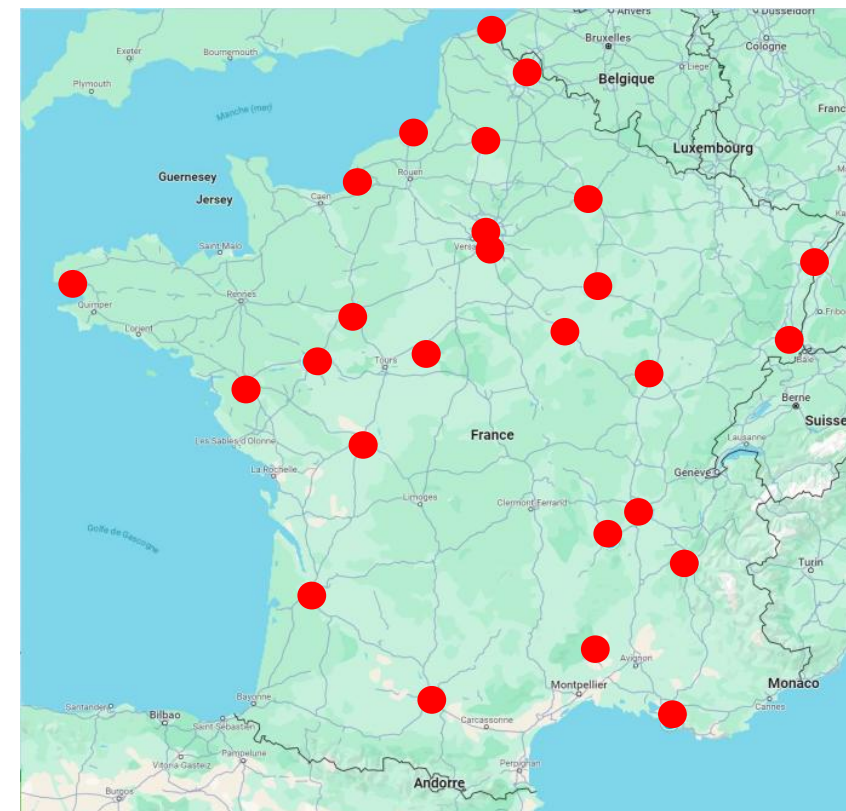 Anvers
Düsseldorf
Exeter
Bournemouth
Bruxelles
Cologne
Plymouth
Liège
Belgique
Manche (mer)
Luxembourg
Guernesey
Rouen
Jersey
Caen
Saint-Malo
Quimper
Rennes
Lorient
Tours
Bâle
Berne
Suisse
Les Sables-d'Olonne
France
Lausanne
La Rochelle
Genève
Limoges
Clermont-Ferrand
Golfe de Gascogne
Turin
Avignon
Montpellier
Monaco
Bayonne
Cannes
Santander
Bilbao
Saint-Sébastien
Carcassonne
Vitoria-Gasteiz
Pampelune
Perpignan
Andorre
Burgos